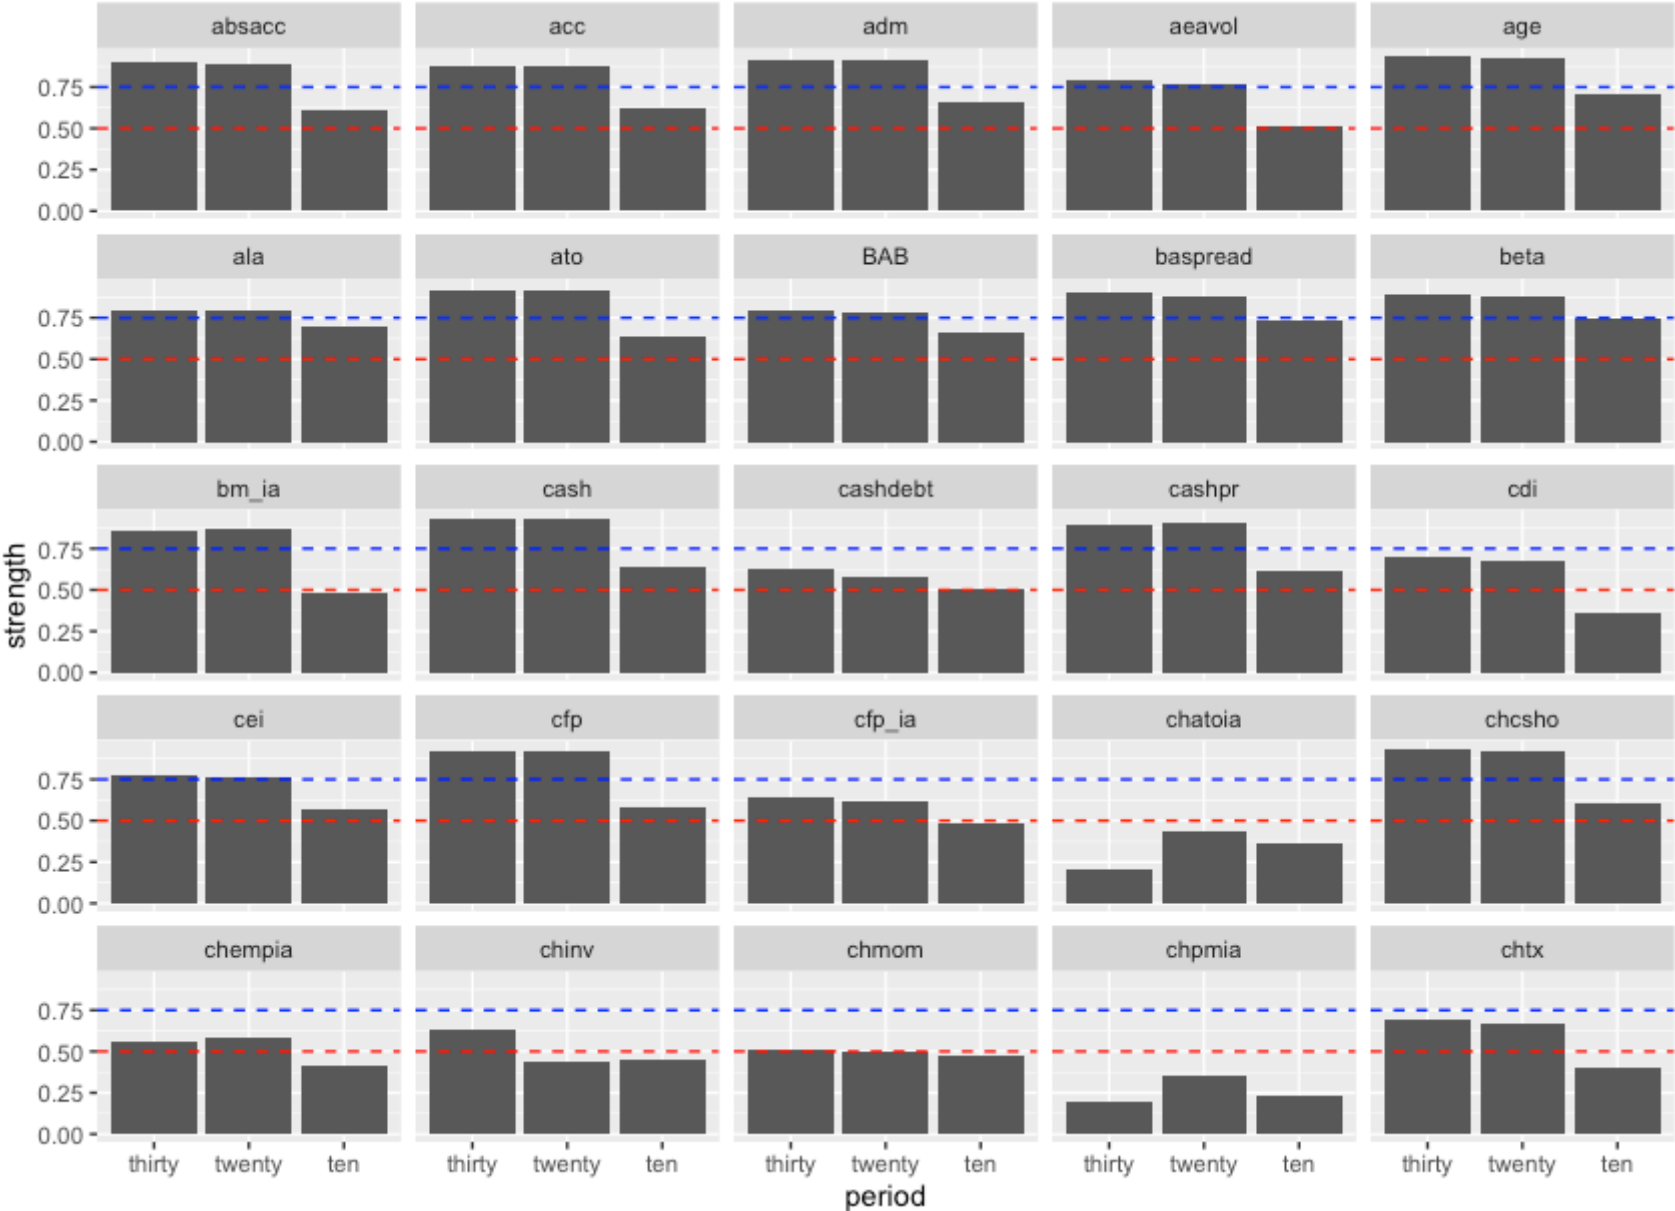 absacc acc adm aeavol age
0.75
0.50
0.25
0.00
ala ato BAB baspread beta
0.75
0.50
0.25
0.00
bm_ia cash cashdebt cashpr cdi
0.75
0.50
0.25
0.00
cei cfp cfp_ia chatoia chcsho
0.75
0.50
0.25
0.00
chempia chinv chmom chpmia chtx
0.75
0.50
0.25
0.00
thirty twenty ten thirty twenty ten thirty twenty ten thirty twenty ten thirty twenty ten
period
strength